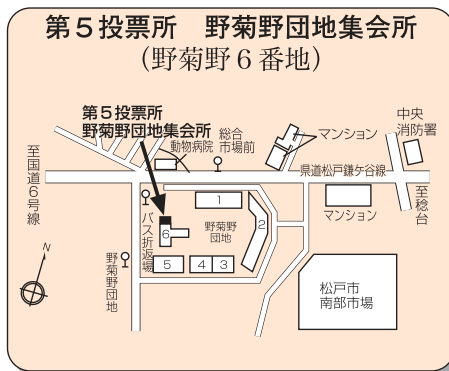 第５投票所　野菊野団地集会所
（野菊野６番地）
第５投票所
野菊野団地集会所
動物病院
総合
市場前
マンション
中央
消防署
至国道６号線
県道松戸鎌ケ谷線
至稔台
マンション
バス折返場
野菊野
団地
1
2
6
5
4
3
野菊野団地
N
松戸市
南部市場